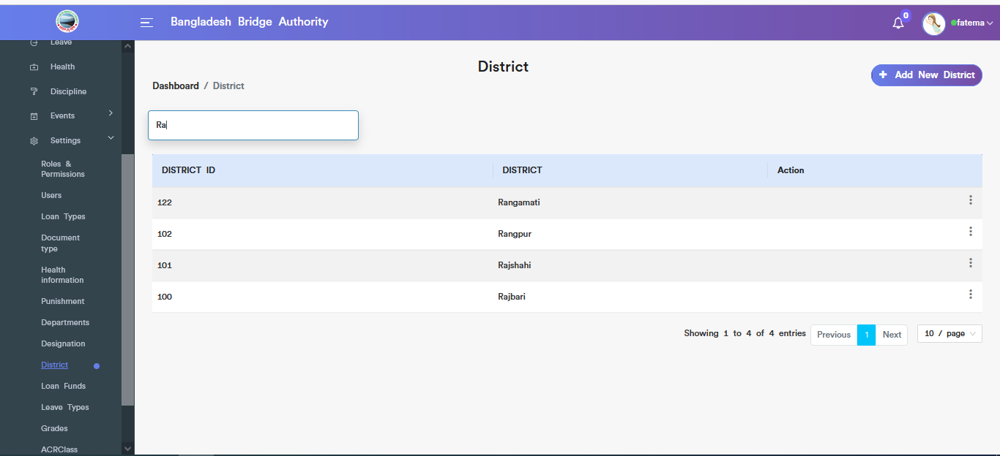 Bangladesh Bridge Authority
0
fatema
Leave
Health
Discipline
Events
Settings
Roles &
Permissions
Users
Loan Types
Document
type
Health
information
Punishment
Departments
Designation
District
Loan Funds
Leave Types
Grades
ACRClass
District
Dashboard / District
+ Add New District
Ra
DISTRICT ID DISTRICT Action
122 Rangamati
102 Rangpur
101 Rajshahi
100 Rajbari
Showing 1 to 4 of 4 entries Previous 1 Next 10 / page